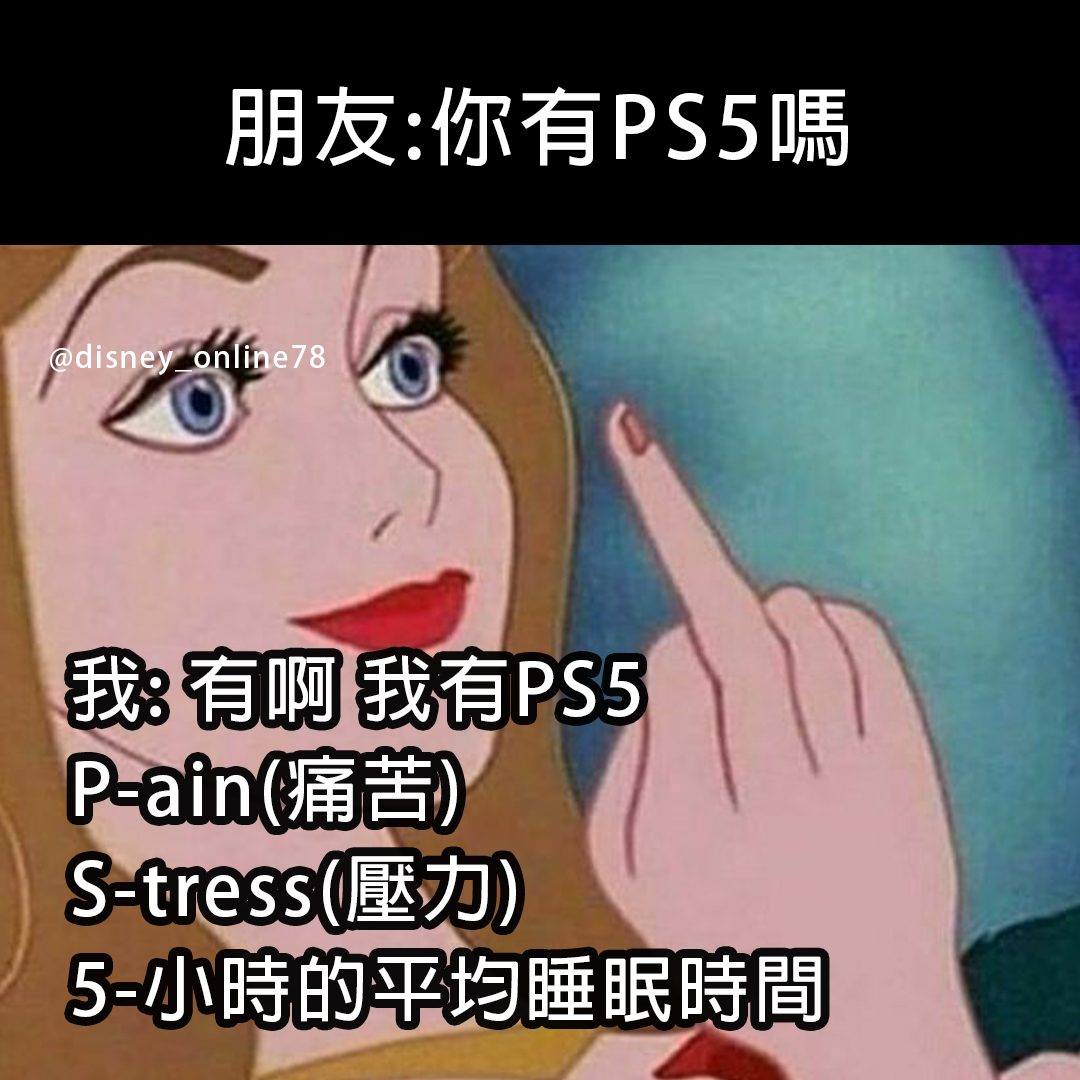 朋友:你有PS5嗎
@disney_online78
我: 有啊 我有PS5
P-ain(痛苦)
S-tress(壓力)
5-小時的平均睡眠時間